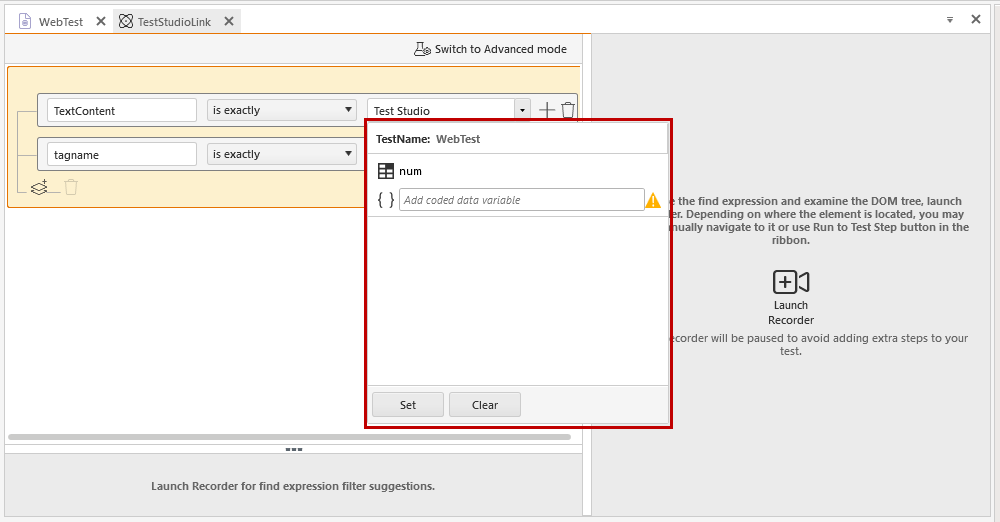 WebTest
TestStudioLink
Switch to Advanced mode
TextContent
is exactly
Test Studio
tagname
is exactly
TestName: WebTest
num
{ } Add coded data variable
Set
Clear
the find expression and examine the DOM tree, launch
Depending on where the element is located, you may
navigate to it or use Run to Test Step button in the
ribbon.
Launch
Recorder
will be paused to avoid adding extra steps to your
test.
Launch Recorder for find expression filter suggestions.